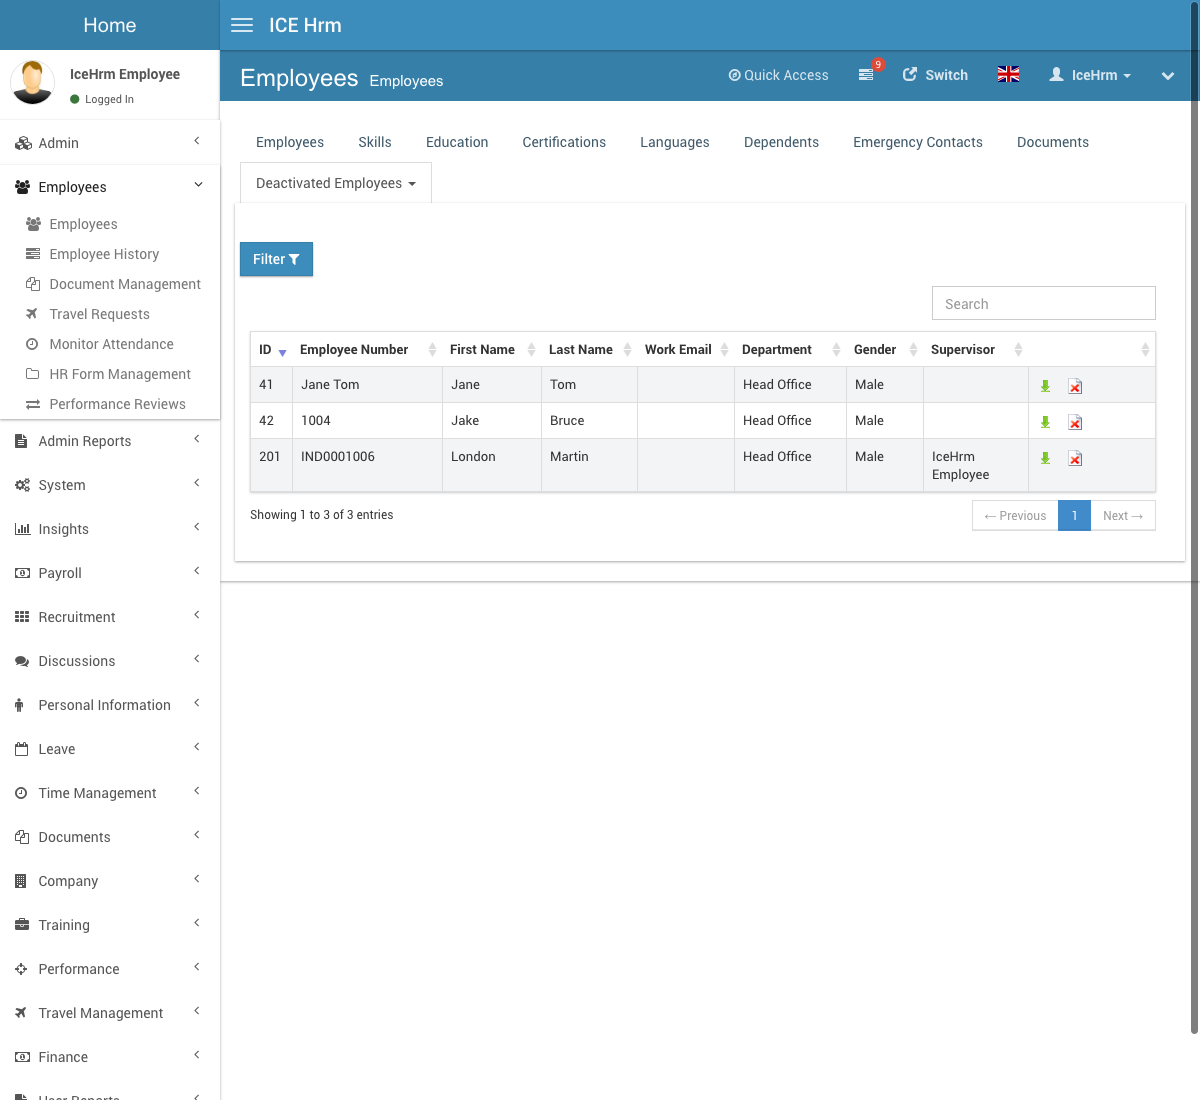 Home
ICE Hrm
IceHrm Employee
Logged In
Employees Employees
Quick Access
9
Switch
IceHrm
Admin
Employees
Employees
Employee History
Document Management
Travel Requests
Monitor Attendance
HR Form Management
Performance Reviews
Admin Reports
System
Insights
Payroll
Recruitment
Discussions
Personal Information
Leave
Time Management
Documents
Company
Training
Performance
Travel Management
Finance
User Reports
Employees Skills Education Certifications Languages Dependents Emergency Contacts Documents
Deactivated Employees
Filter
Search
ID Employee Number First Name Last Name Work Email Department Gender Supervisor
41 Jane Tom Jane Tom Head Office Male
42 1004 Jake Bruce Head Office Male
201 IND0001006 London Martin Head Office Male IceHrm
Employee
Showing 1 to 3 of 3 entries
← Previous 1 Next →